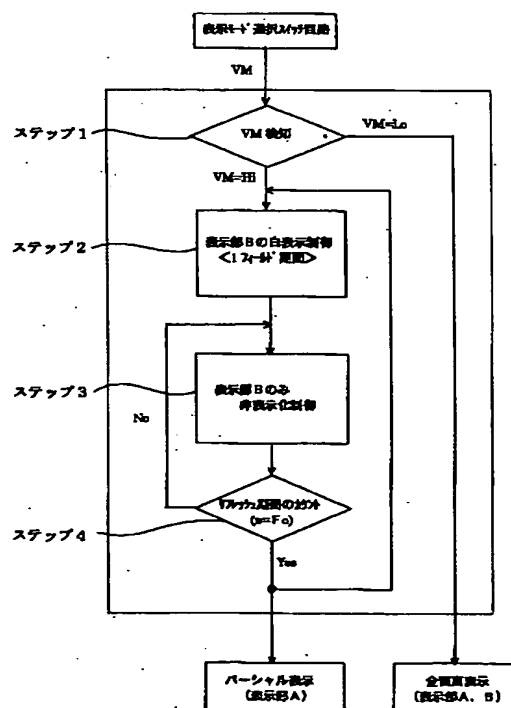 表示モード選択スイッチ回路
VM
ステップ1
VM検知
VM=Lo
VM=Hi
ステップ2
表示部Bの白表示制御
<1フィールド期間>
ステップ3
表示部Bのみ
非表示化制御
No
リフレッシュ期間のカウント
(n=Fc)
ステップ4
Yes
パーシャル表示
(表示部A)
全画面表示
(表示部A、B)